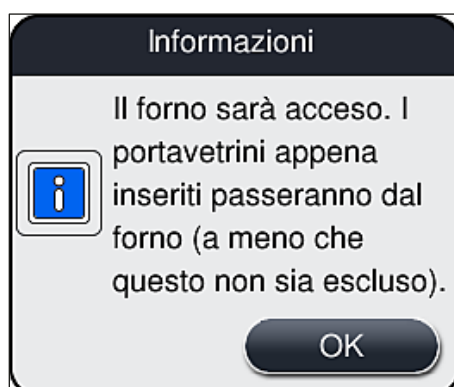 Informazioni
Il forno sarà acceso. I
portavetrini appena
inseriti passeranno dal
forno (a meno che
questo non sia escluso).
OK